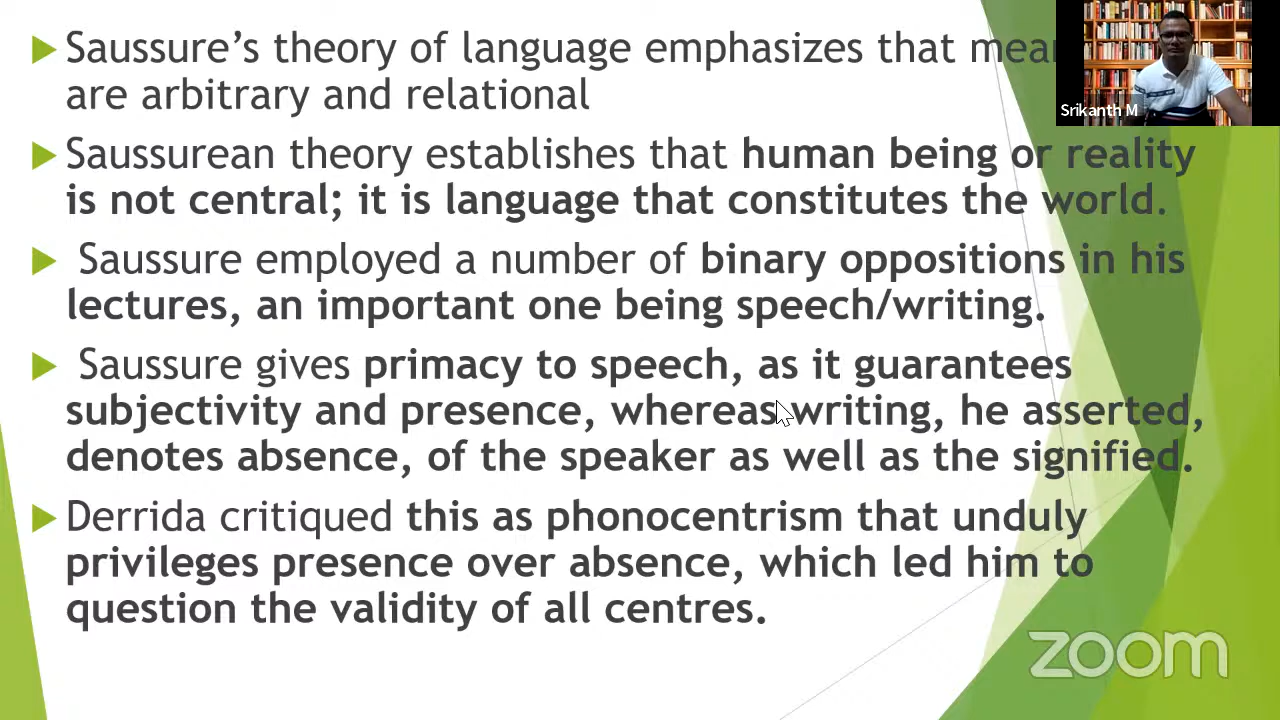 Saussure's theory of language emphasizes that
are arbitrary and relational
Saussurean theory establishes that human being or reality
is not central; it is language that constitutes the world.
Saussure employed a number of binary oppositions in his
lectures, an important one being speech/writing.
Saussure gives primacy to speech, as it guarantees
subjectivity and presence, whereas writing, he asserted,
denotes absence, of the speaker as well as the signified.
Derrida critiqued this as phonocentrism that unduly
privileges presence over absence, which led him to
question the validity of all centres.
Srikanth M
zoom